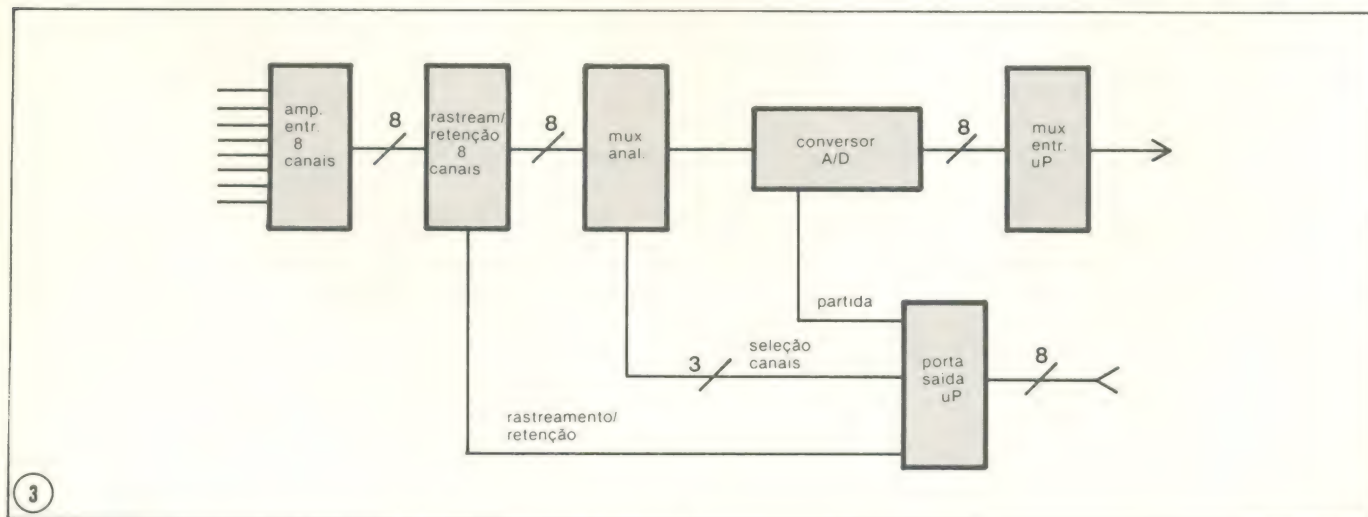 amp.
entr.
8
canais
8
rastream/
retenção
8
canais
8
mux
anal.
conversor
A/D
8
mux
entr.
uP
partida
3
seleção
canais
porta
saida
uP
8
rastreamento/
retenção
3